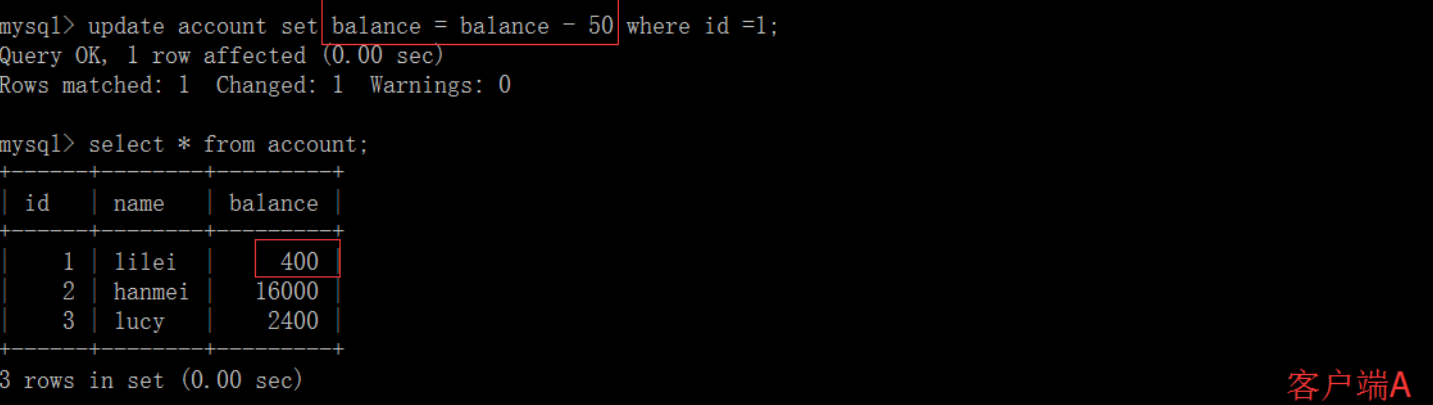 mysql> update account set balance = balance - 50 where id =1;
Query OK, 1 row affected (0.00 sec)
Rows matched: 1  Changed: 1  Warnings: 0
mysql> select * from account;
+------+--------+---------+
| id   | name   | balance |
+------+--------+---------+
|    1 | lilei  |     400 |
|    2 | hanmei |   16000 |
|    3 | lucy   |    2400 |
+------+--------+---------+
3 rows in set (0.00 sec)
客户端A